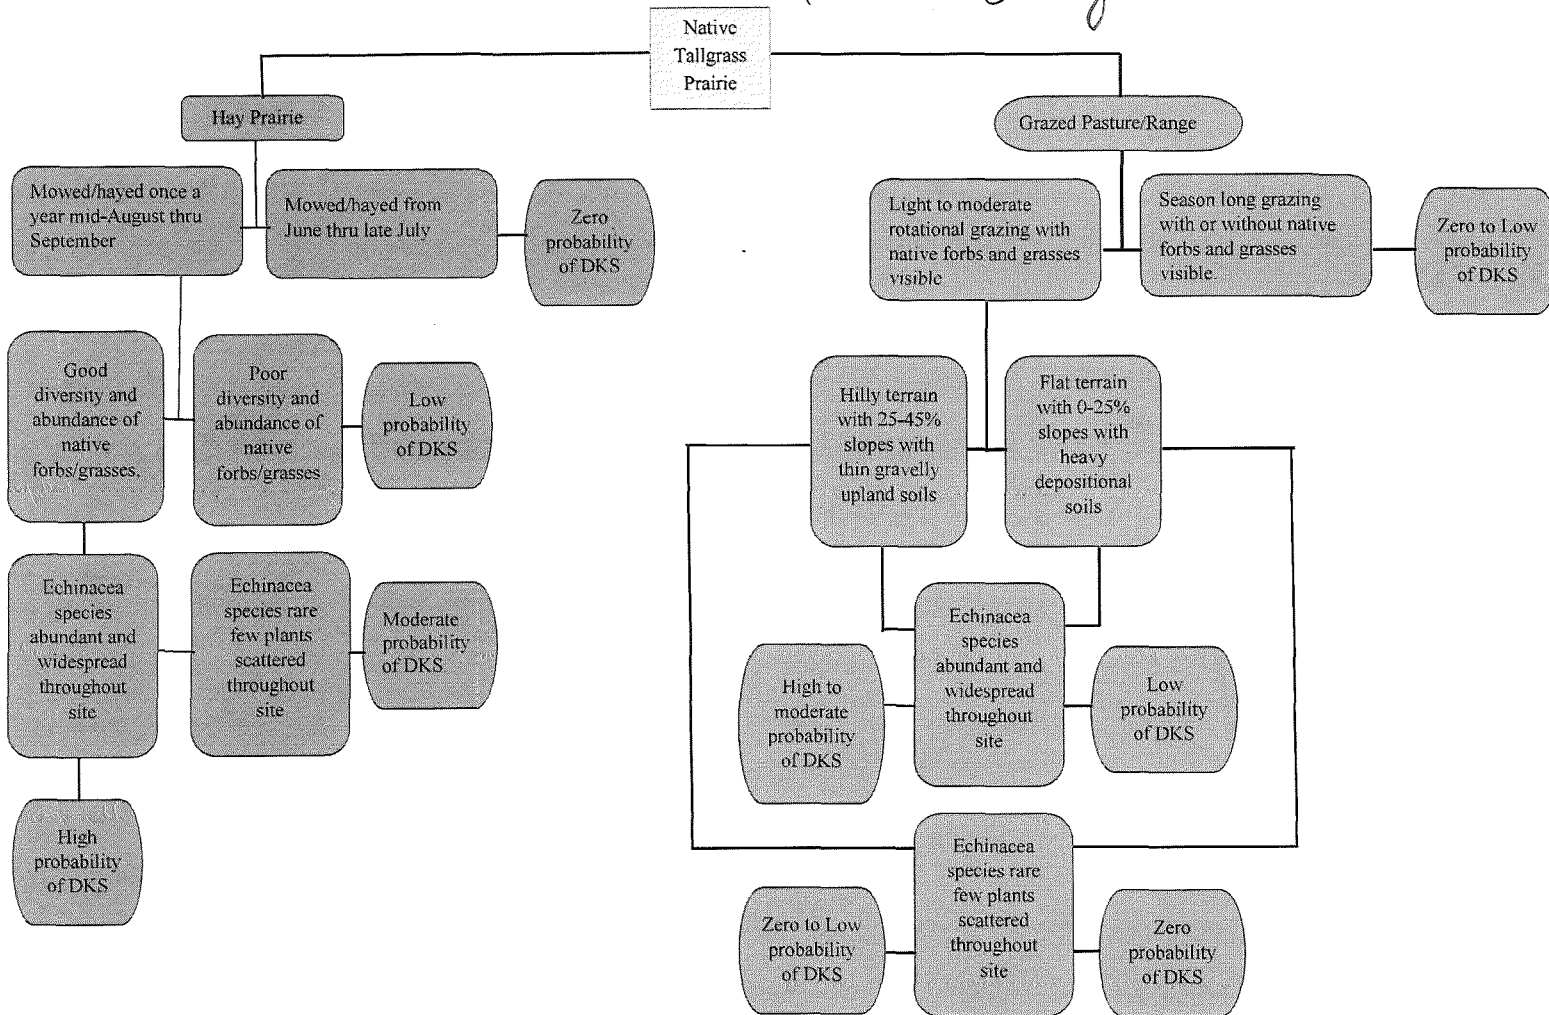 Native
Tallgrass
Prairie
Hay Prairie
Grazed Pasture/Range
Mowed/hayed once a
year mid-August thru
September
Mowed/hayed from
June thru late July
Zero
probability
of DKS
Light to moderate
rotational grazing with
native forbs and grasses
visible
Season long grazing
with or without native
forbs and grasses
visible.
Zero to Low
probability
of DKS
Good
diversity and
abundance of
native
forbs/grasses.
Poor
diversity and
abundance of
native
forbs/grasses
Low
probability
of DKS
Hilly terrain
with 25-45%
slopes with
thin gravelly
upland soils
Flat terrain
with 0-25%
slopes with
heavy
depositional
soils
Echinacea
species
abundant and
widespread
throughout
site
Echinacea
species rare
few plants
scattered
throughout
site
Moderate
probability
of DKS
High
probability
of DKS
Echinacea
species
abundant and
widespread
throughout
site
High to
moderate
probability
of DKS
Low
probability
of DKS
Echinacea
species rare
few plants
scattered
throughout
site
Zero to Low
probability
of DKS
Zero
probability
of DKS